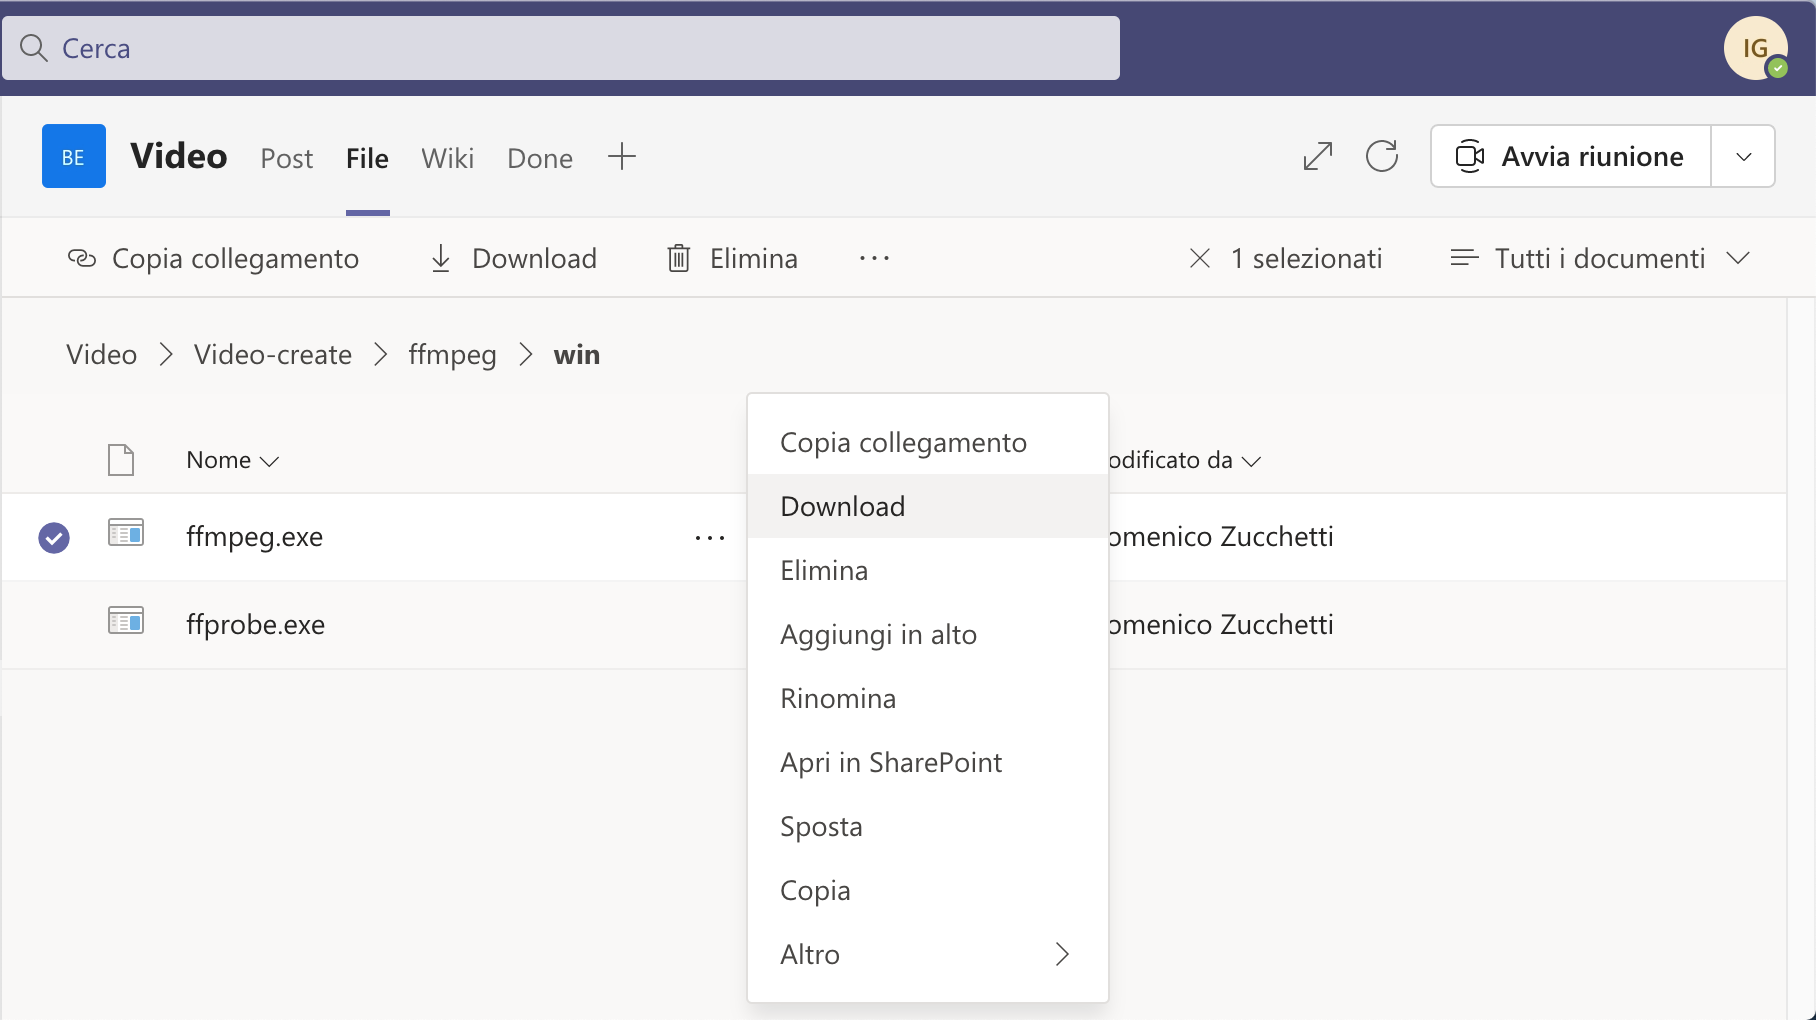 Cerca
IG
BE
Video Post File Wiki Done
Avvia riunione
Copia collegamento Download Elimina
1 selezionati Tutti i documenti
Video Video-create ffmpeg win
Nome
odificato da
ffmpeg.exe
omenico Zucchetti
ffprobe.exe
omenico Zucchetti
Copia collegamento
Download
Elimina
Aggiungi in alto
Rinomina
Apri in SharePoint
Sposta
Copia
Altro